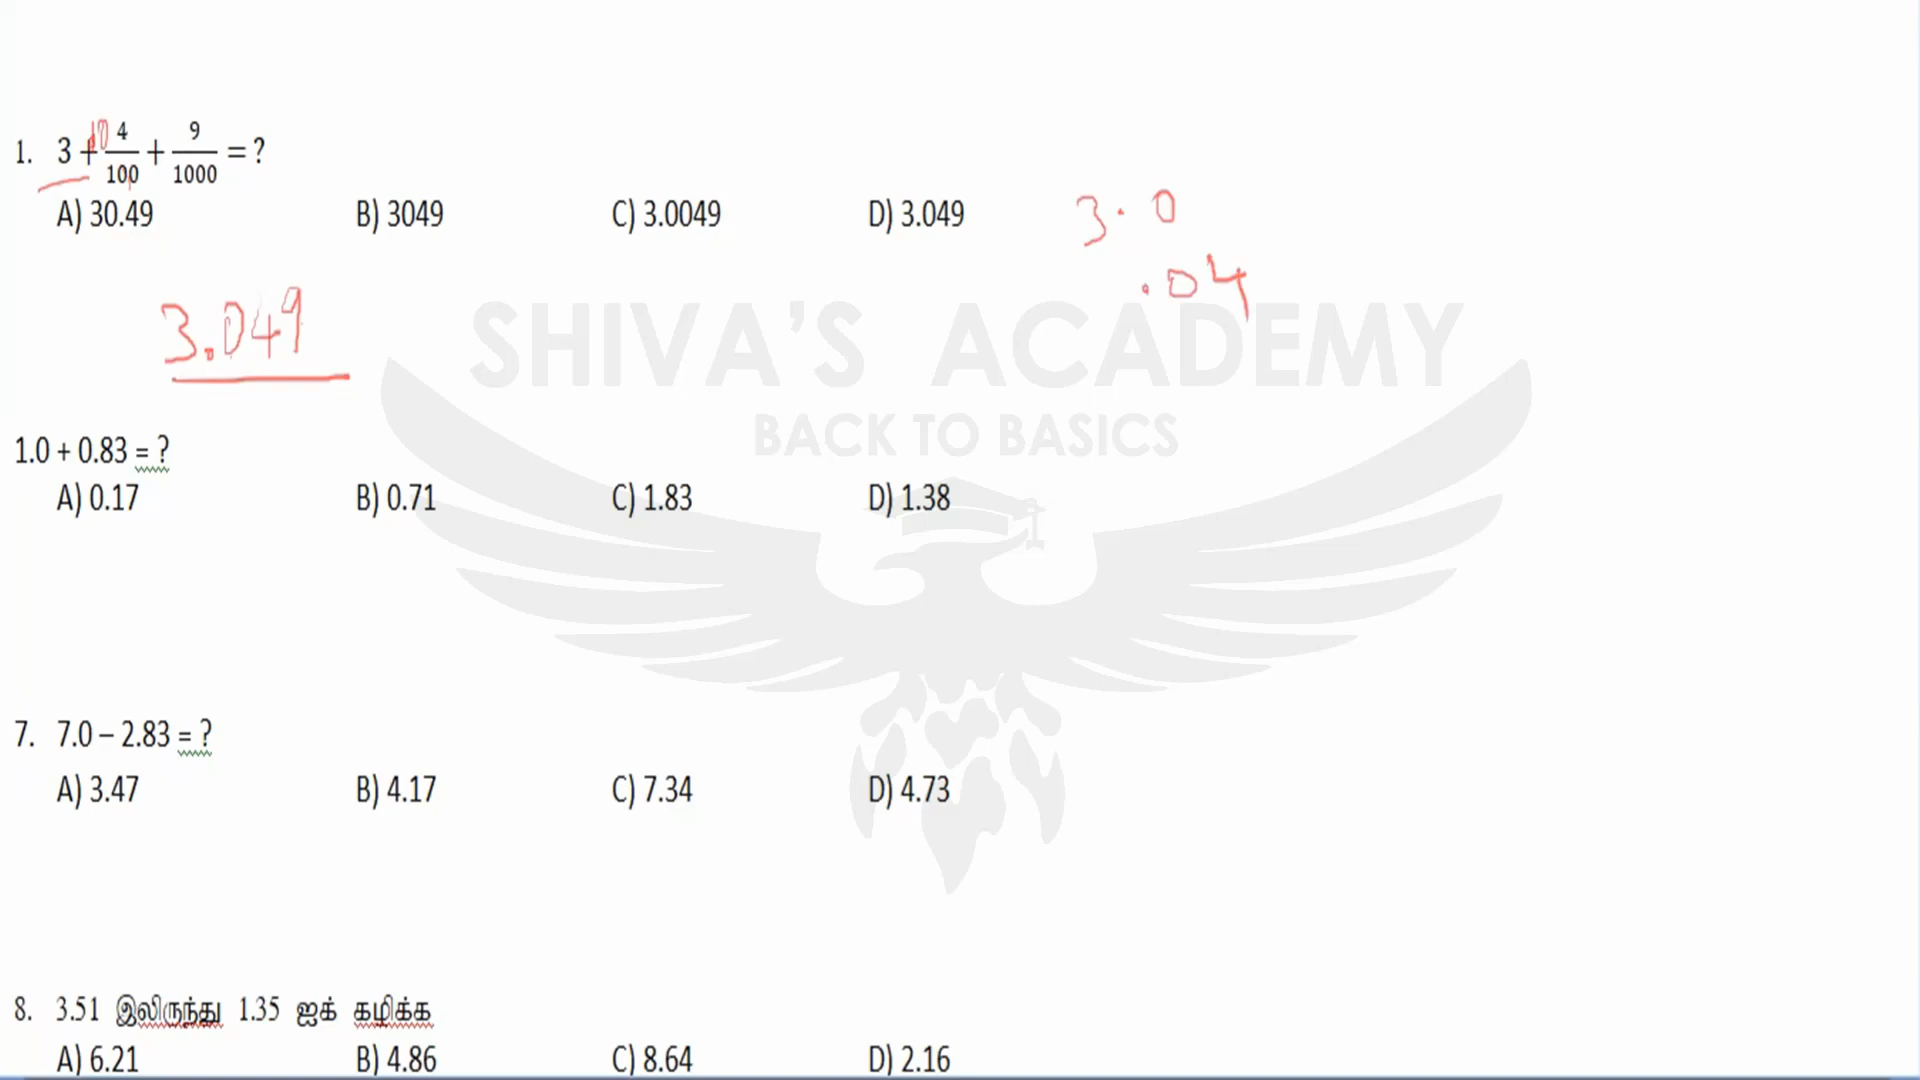 1. 3 + 4/100 + 9/1000 = ?
A) 30.49 B) 3049 C) 3.0049 D) 3.049
3.0
.04
3.049
SHIVA'S ACADEMY
BACK TO BASICS
1.0 + 0.83 = ?
A) 0.17 B) 0.71 C) 1.83 D) 1.38
7. 7.0 – 2.83 = ?
A) 3.47 B) 4.17 C) 7.34 D) 4.73
8. 3.51 இலிருந்து 1.35 ஐக் கழிக்க
A) 6.21 B) 4.86 C) 8.64 D) 2.16